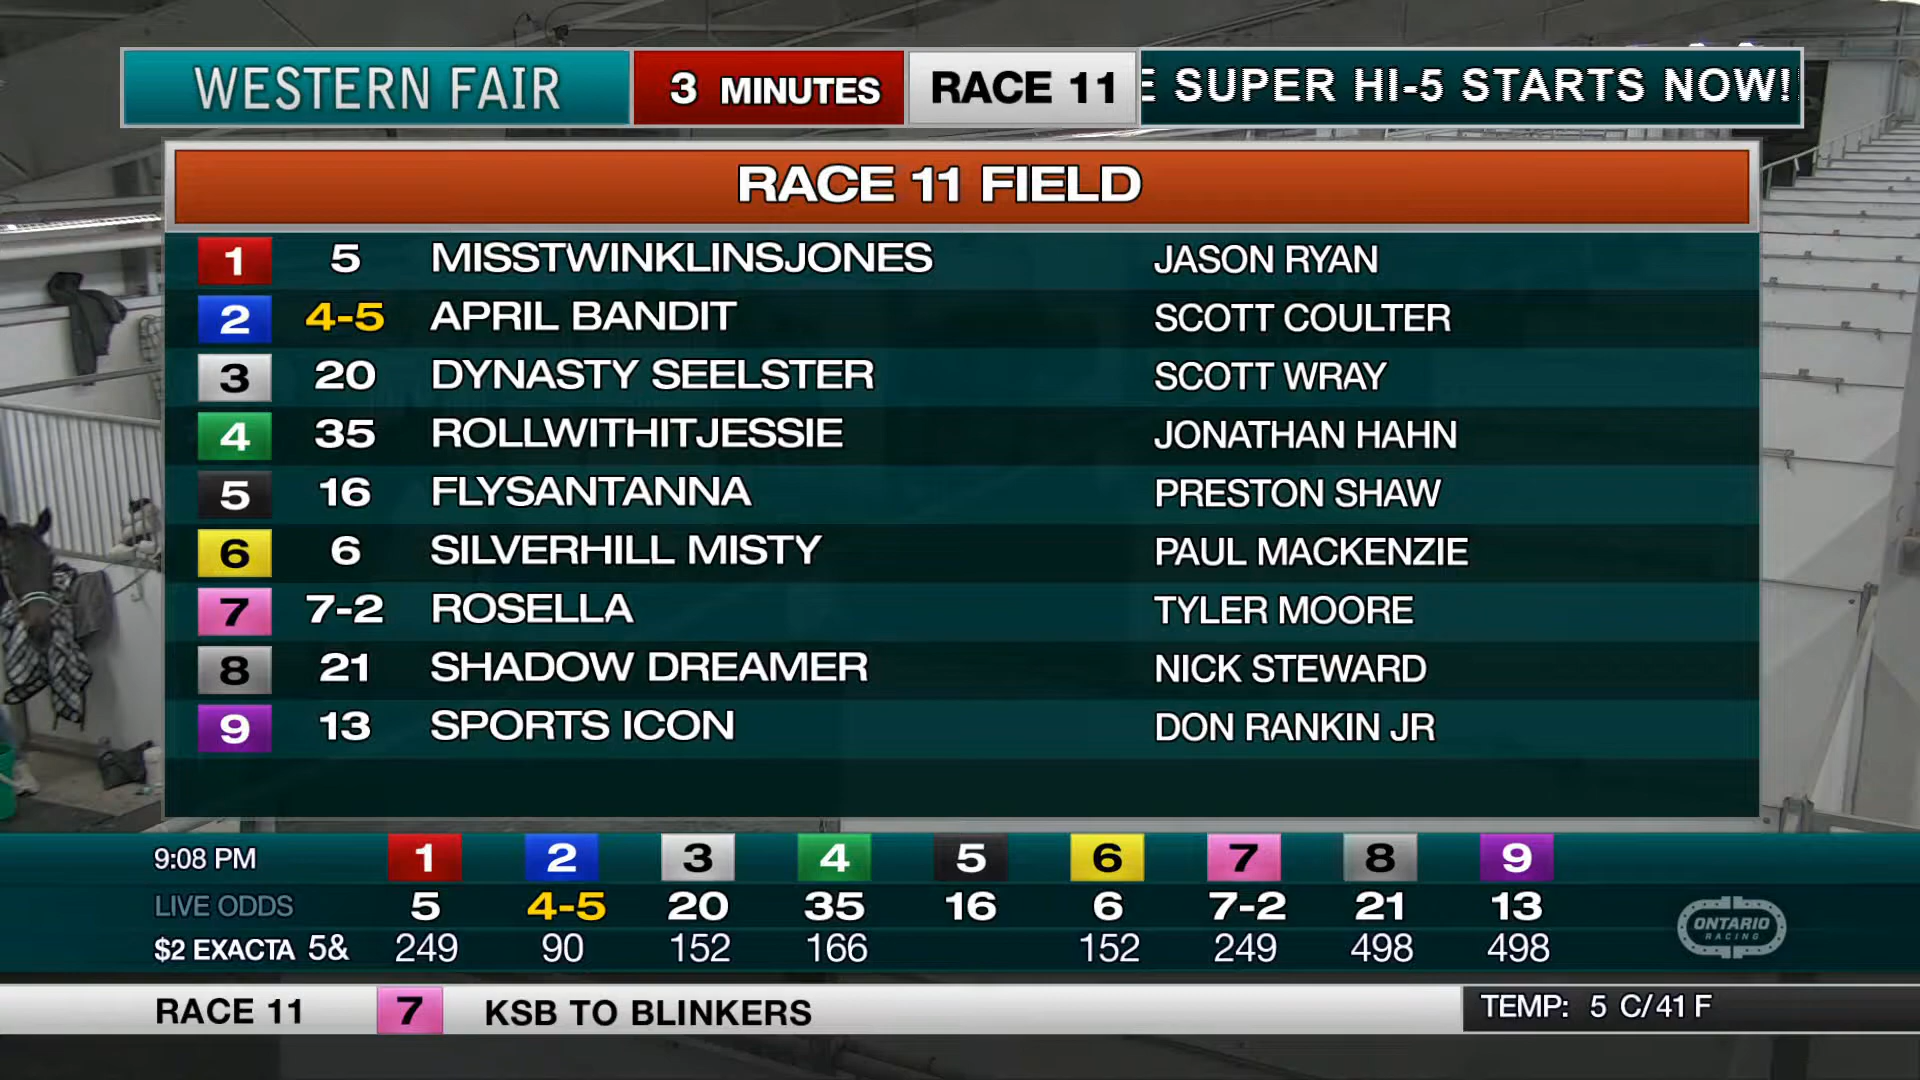 WESTERN FAIR 3 MINUTES RACE 11 E SUPER HI-5 STARTS NOW!
RACE 11 FIELD
1 5 MISSTWINKLINSJONES JASON RYAN
2 4-5 APRIL BANDIT SCOTT COULTER
3 20 DYNASTY SEELSTER SCOTT WRAY
4 35 ROLLWITHITJESSIE JONATHAN HAHN
5 16 FLYSANTANNA PRESTON SHAW
6 6 SILVERHILL MISTY PAUL MACKENZIE
7 7-2 ROSELLA TYLER MOORE
8 21 SHADOW DREAMER NICK STEWARD
9 13 SPORTS ICON DON RANKIN JR
9:08 PM 1 2 3 4 5 6 7 8 9
LIVE ODDS 5 4-5 20 35 16 6 7-2 21 13
$2 EXACTA 5& 249 90 152 166 152 249 498 498
ONTARIO
RACING
RACE 11 7 KSB TO BLINKERS TEMP: 5 C/41 F